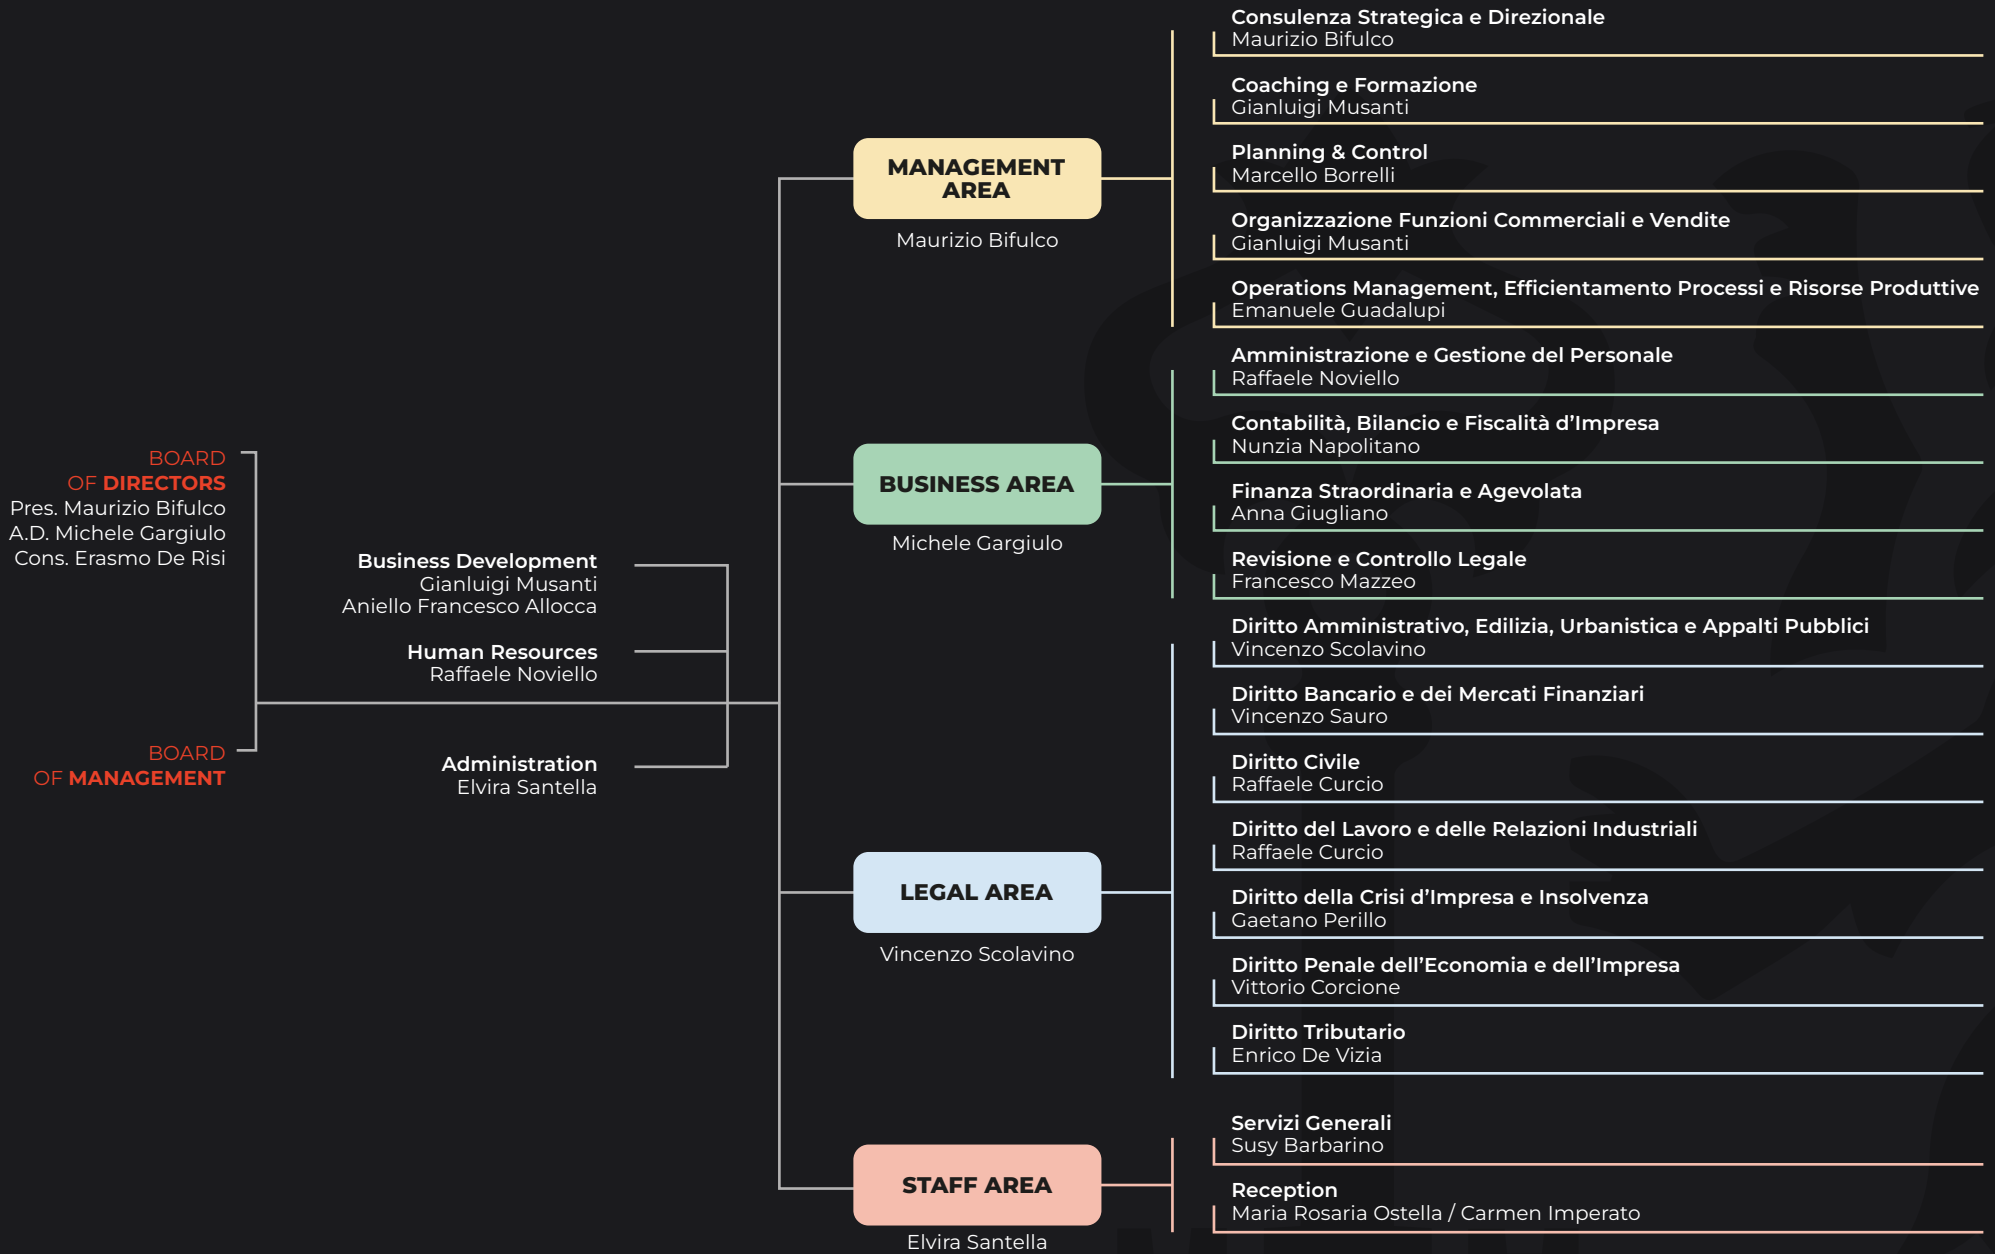 BOARD
OF DIRECTORS
Pres. Maurizio Bifulco
A.D. Michele Gargiulo
Cons. Erasmo De Risi
BOARD
OF MANAGEMENT
Business Development
Gianluigi Musanti
Aniello Francesco Allocca
Human Resources
Raffaele Noviello
Administration
Elvira Santella
MANAGEMENT
AREA
Maurizio Bifulco
Consulenza Strategica e Direzionale
Maurizio Bifulco
Coaching e Formazione
Gianluigi Musanti
Planning & Control
Marcello Borrelli
Organizzazione Funzioni Commerciali e Vendite
Gianluigi Musanti
Operations Management, Efficientamento Processi e Risorse Produttive
Emanuele Guadalupi
BUSINESS AREA
Michele Gargiulo
Amministrazione e Gestione del Personale
Raffaele Noviello
Contabilità, Bilancio e Fiscalità d’Impresa
Nunzia Napolitano
Finanza Straordinaria e Agevolata
Anna Giugliano
Revisione e Controllo Legale
Francesco Mazzeo
LEGAL AREA
Vincenzo Scolavino
Diritto Amministrativo, Edilizia, Urbanistica e Appalti Pubblici
Vincenzo Scolavino
Diritto Bancario e dei Mercati Finanziari
Vincenzo Sauro
Diritto Civile
Raffaele Curcio
Diritto del Lavoro e delle Relazioni Industriali
Raffaele Curcio
Diritto della Crisi d’Impresa e Insolvenza
Gaetano Perillo
Diritto Penale dell’Economia e dell’Impresa
Vittorio Corcione
Diritto Tributario
Enrico De Vizia
STAFF AREA
Elvira Santella
Servizi Generali
Susy Barbarino
Reception
Maria Rosaria Ostella / Carmen Imperato